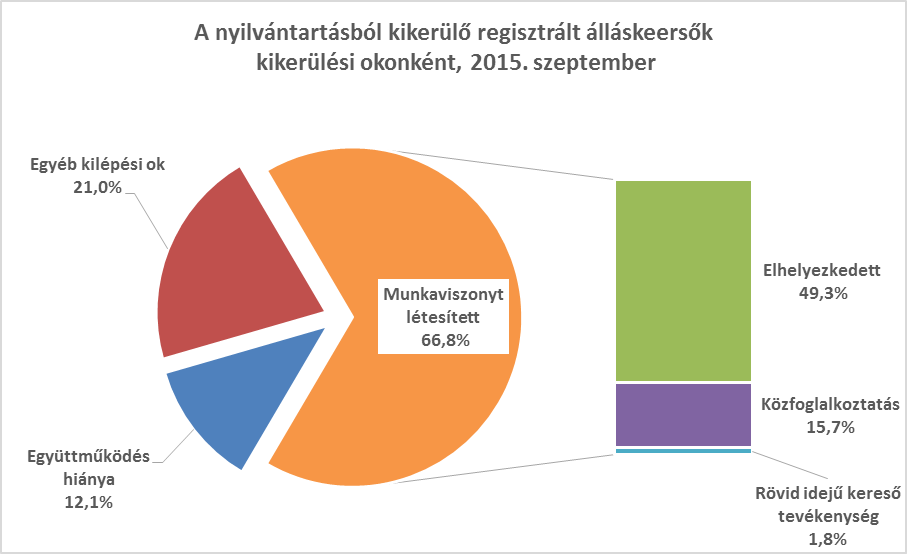 A nyilvántartásból kikerülő regisztrált álláskeersők
kikerülési okonként, 2015. szeptember
Egyéb kilépési ok
21,0%
Munkaviszonyt
létesített
66,8%
Együttműködés
hiánya
12,1%
Elhelyezkedett
49,3%
Közfoglalkoztatás
15,7%
Rövid idejű kereső
tevékenység
1,8%